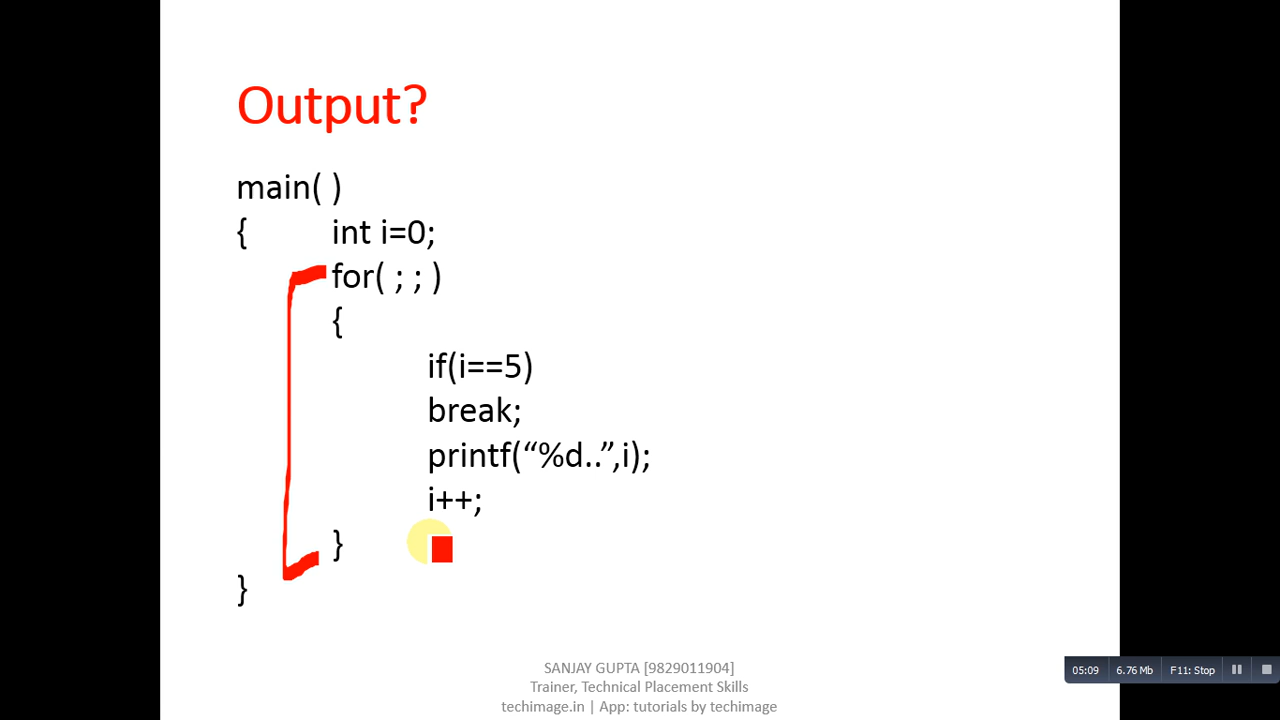 Output?
main( )
{ int i=0;
for( ; ; )
{
if(i==5)
break;
printf(“%d..”,i);
i++;
}
}
SANJAY GUPTA [9829011904]
Trainer, Technical Placement Skills
techimage.in | App: tutorials by techimage
05:09 6.76 Mb F11: Stop